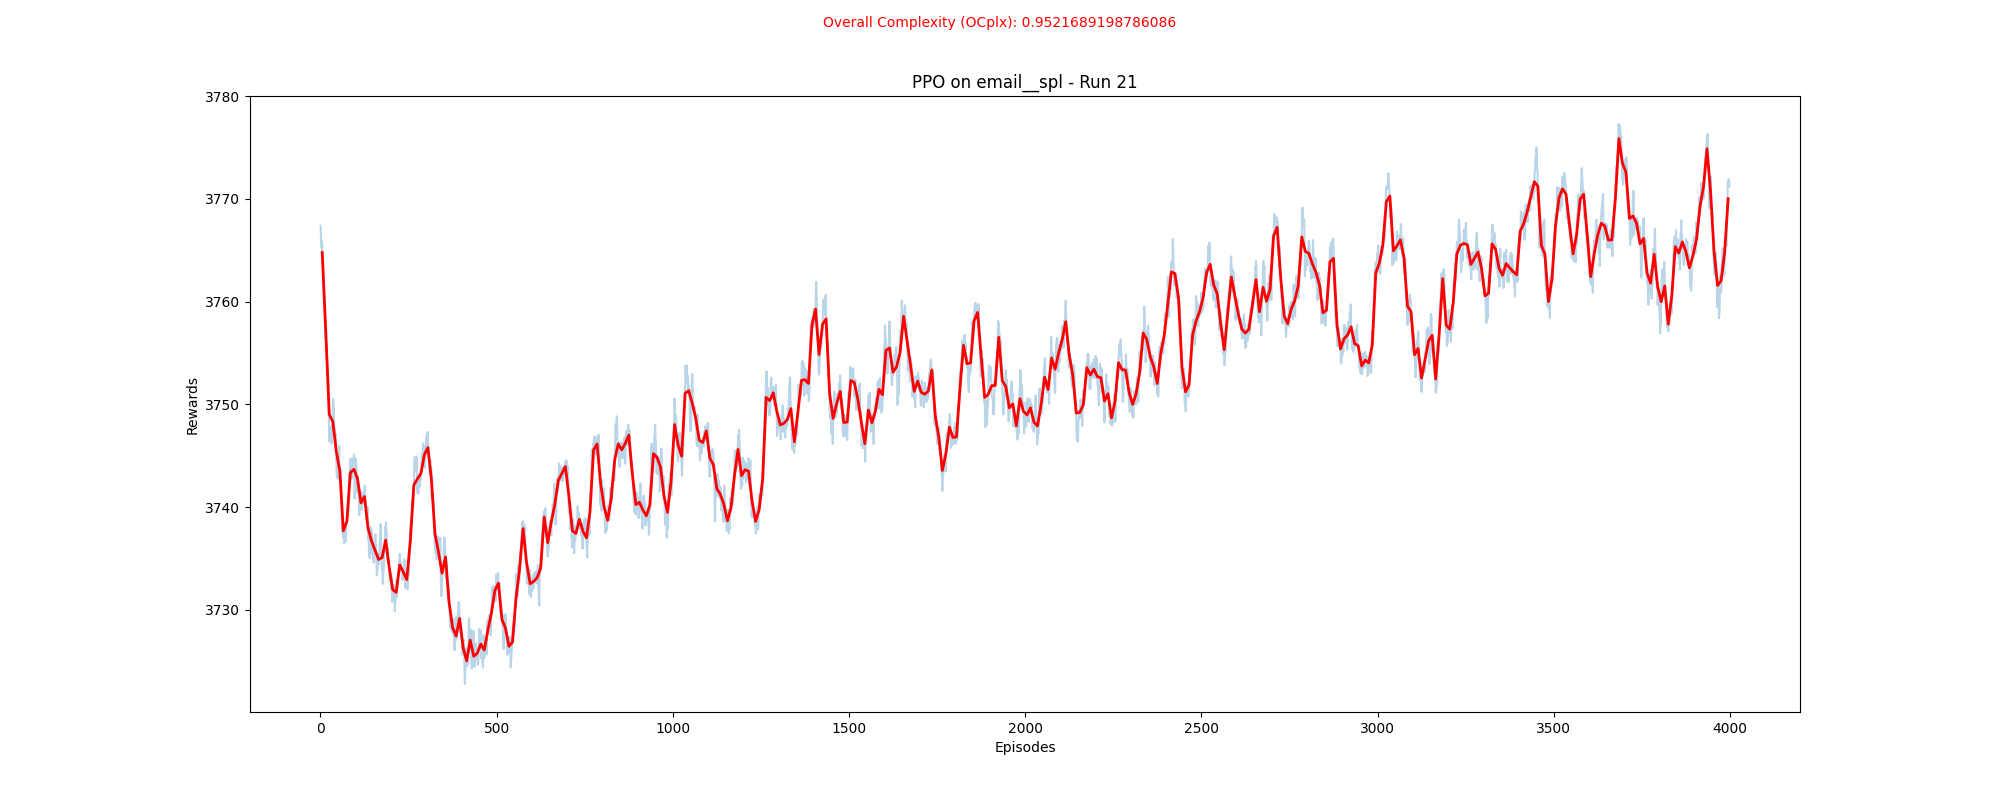 Overall Complexity (OCplx): 0.9521689198786086
PPO on email__spl - Run 21
3780
3770
3760
3750
3740
3730
Rewards
0 500 1000 1500 2000 2500 3000 3500 4000
Episodes